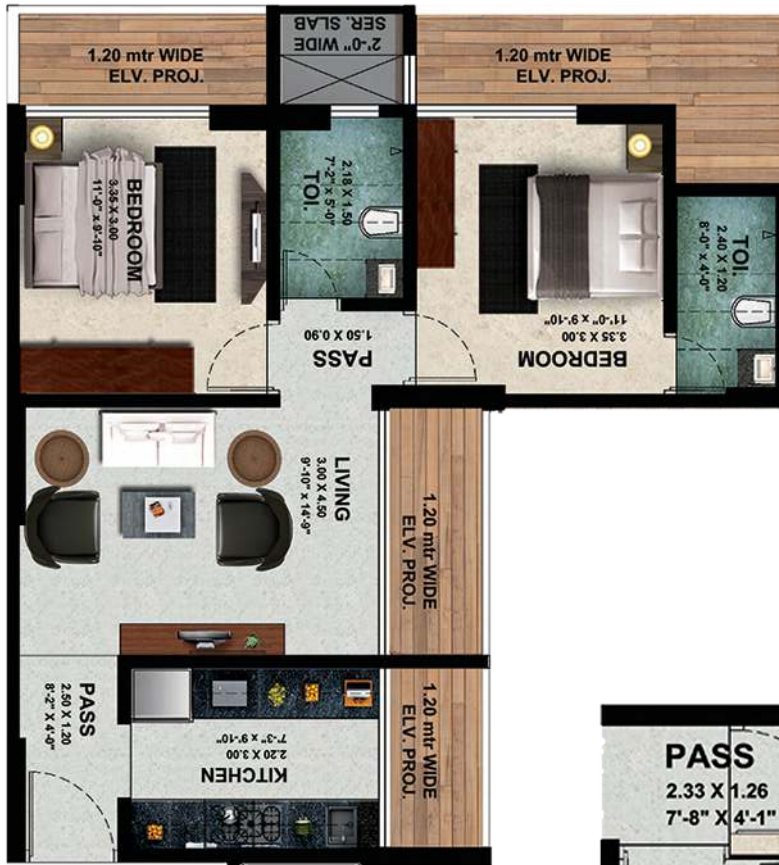 1.20 mtr WIDE
ELV. PROJ.
2'-0" WIDE
SER. SLAB
1.20 mtr WIDE
ELV. PROJ.
BEDROOM
3.35 X 3.00
11'-0" x 9'-10"
TOI.
7'-2" x 5'-0"
2.18 X 1.50
BEDROOM
3.35 X 3.00
11'-0" x 9'-10"
TOI.
2.40 X 1.20
8'-0" X 4'-0"
PASS
1.50 X 0.90
LIVING
3.00 X 4.50
9'-10" x 14'-9"
1.20 mtr WIDE
ELV. PROJ.
PASS
2.50 X 1.20
8'-2" X 4'-0"
KITCHEN
2.20 X 3.00
7'-3" x 9'-10"
1.20 mtr WIDE
ELV. PROJ.
PASS
2.33 X 1.26
7'-8" X 4'-1"